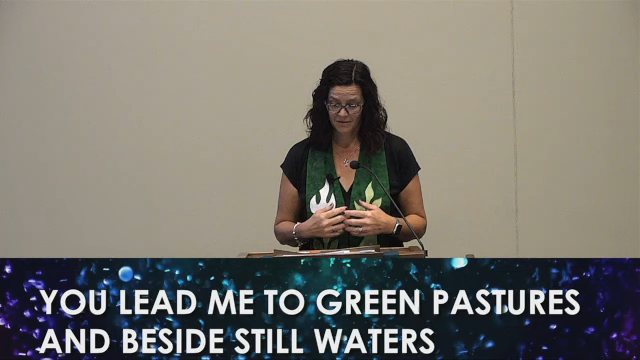 YOU LEAD ME TO GREEN PASTURES
AND BESIDE STILL WATERS